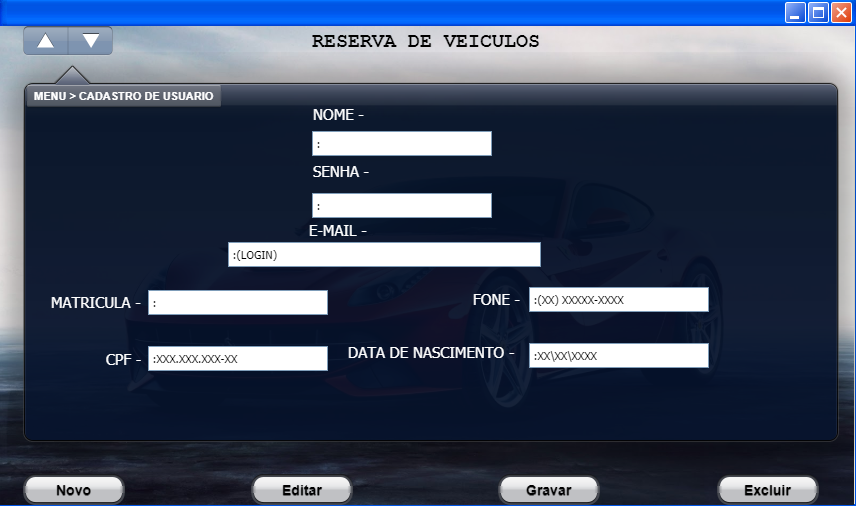 RESERVA DE VEICULOS
MENU > CADASTRO DE USUARIO
NOME -
:
SENHA -
:
E-MAIL -
:(LOGIN)
MATRICULA - :
FONE - :(XX) XXXXX-XXXX
CPF - :XXX.XXX.XXX-XX
DATA DE NASCIMENTO - :XX\XX\XXXX
Novo Editar Gravar Excluir